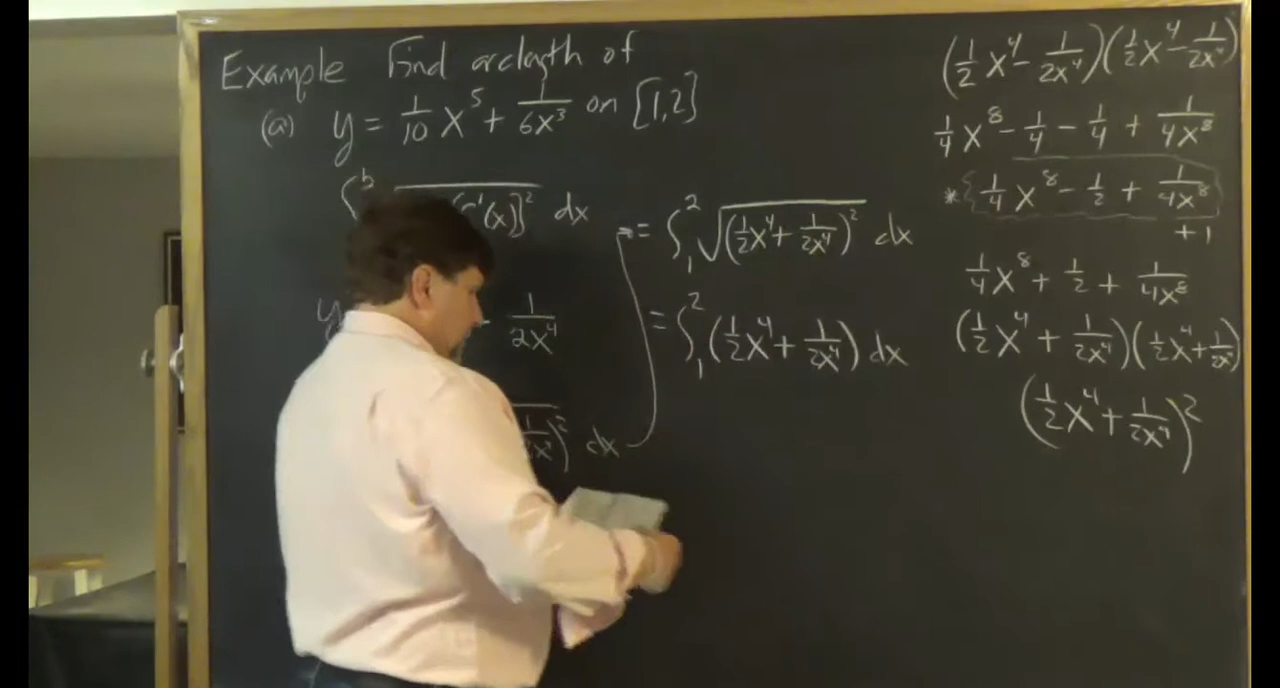 Example Find arclength of
(a) y = 1/10 x^5 + 1/6x^3 on [1,2]
∫ b '(x)]^2 dx
y - 1/2x^4
)^2 dx
= ∫_1^2 √((1/2 x^4 + 1/2x^4)^2) dx
= ∫_1^2 (1/2 x^4 + 1/2x^4) dx
(1/2 x^4 - 1/2x^4)(1/2 x^4 - 1/2x^4)
1/4 x^8 - 1/4 - 1/4 + 1/4x^8
* { 1/4 x^8 - 1/2 + 1/4x^8
+1
1/4 x^8 + 1/2 + 1/4x^8
(1/2 x^4 + 1/2x^4)(1/2 x^4 + 1/2x^4)
(1/2 x^4 + 1/2x^4)^2